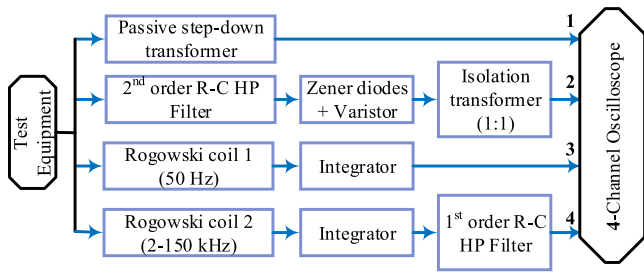 Test
Equipment
Passive step-down
transformer
1
2nd order R-C HP
Filter
Zener diodes
+ Varistor
Isolation
transformer
(1:1)
2
Rogowski coil 1
(50 Hz)
Integrator
3
Rogowski coil 2
(2-150 kHz)
Integrator
1st order R-C
HP Filter
4
4-Channel Oscilloscope